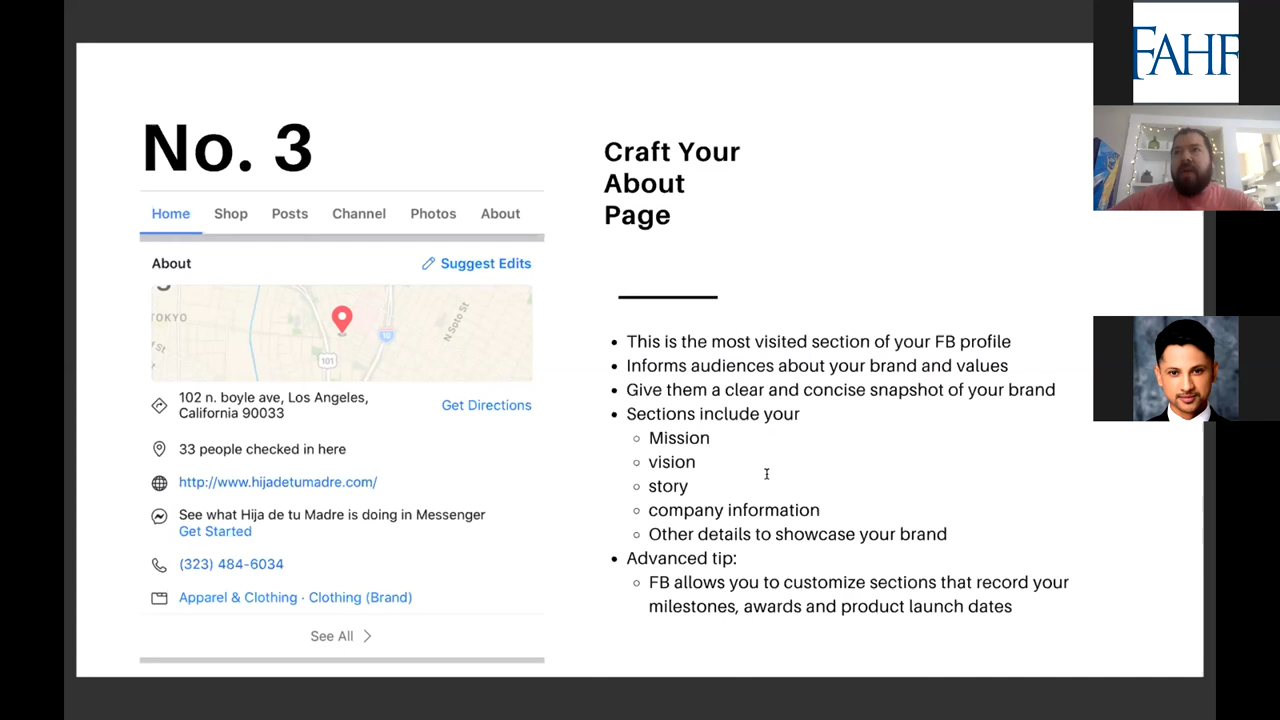 No. 3
Home Shop Posts Channel Photos About
About Suggest Edits
TOKYO
N Soto St
101
102 n. boyle ave, Los Angeles,
California 90033
Get Directions
33 people checked in here
http://www.hijadetumadre.com/
See what Hija de tu Madre is doing in Messenger
Get Started
(323) 484-6034
Apparel & Clothing · Clothing (Brand)
See All
Craft Your
About
Page
• This is the most visited section of your FB profile
• Informs audiences about your brand and values
• Give them a clear and concise snapshot of your brand
• Sections include your
○ Mission
○ vision
○ story
○ company information
○ Other details to showcase your brand
• Advanced tip:
○ FB allows you to customize sections that record your
milestones, awards and product launch dates
FAHF